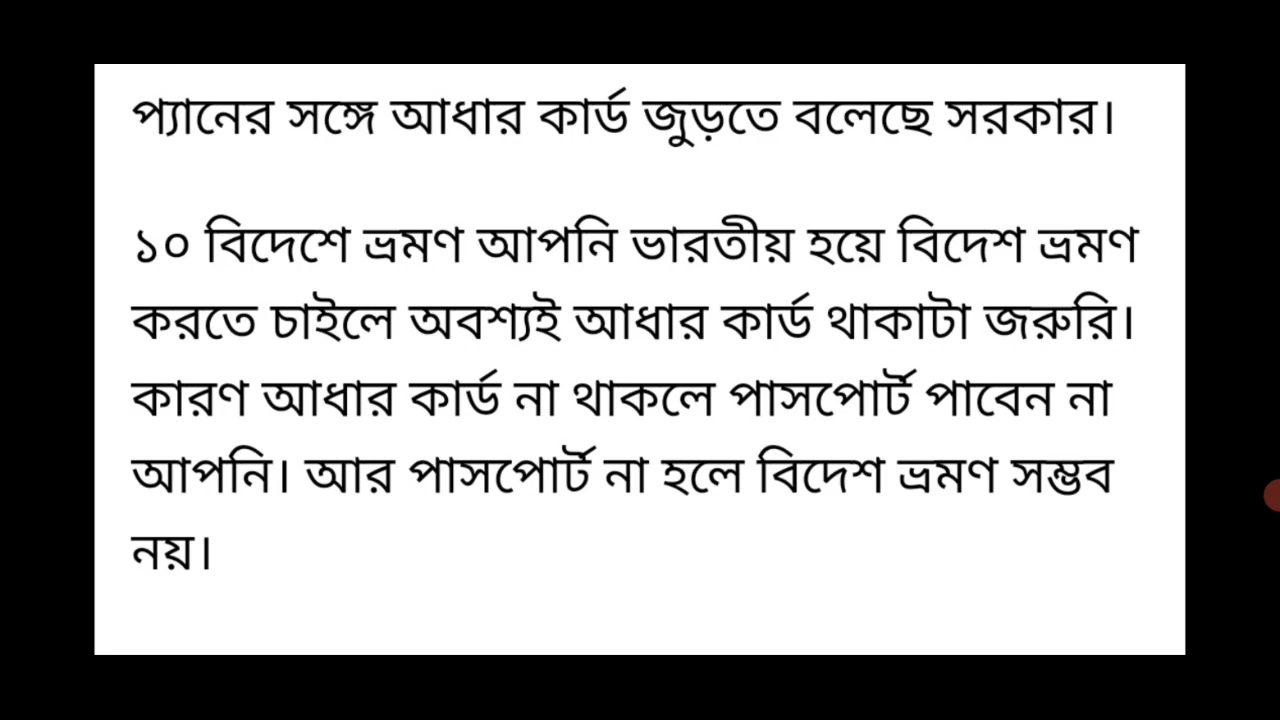 প্যানের সঙ্গে আধার কার্ড জুড়তে বলেছে সরকার।
১০ বিদেশে ভ্রমণ আপনি ভারতীয় হয়ে বিদেশ ভ্রমণ
করতে চাইলে অবশ্যই আধার কার্ড থাকাটা জরুরি।
কারণ আধার কার্ড না থাকলে পাসপোর্ট পাবেন না
আপনি। আর পাসপোর্ট না হলে বিদেশ ভ্রমণ সম্ভব
নয়।